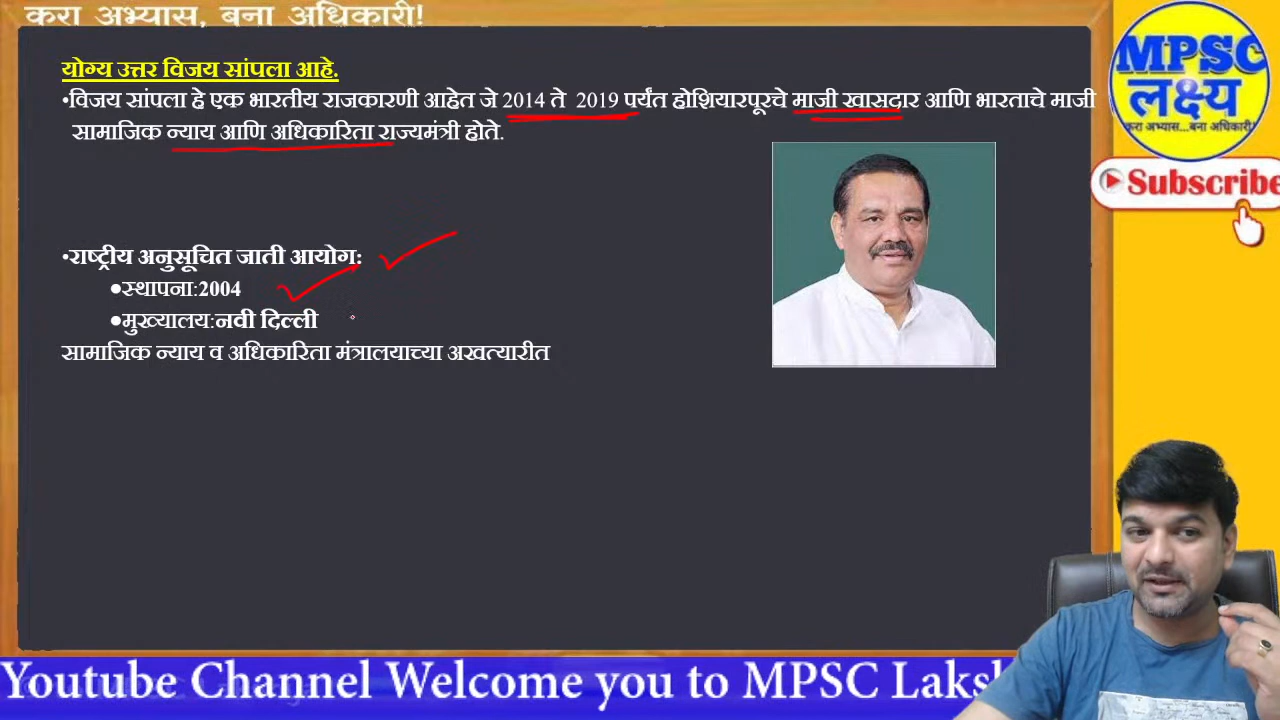 करा अभ्यास, बना अधिकारी!
योग्य उत्तर विजय सांपला आहे.
•विजय सांपला हे एक भारतीय राजकारणी आहेत जे 2014 ते 2019 पर्यंत होशियारपूरचे माजी खासदार आणि भारताचे माजी
सामाजिक न्याय आणि अधिकारिता राज्यमंत्री होते.
•राष्ट्रीय अनुसूचित जाती आयोग:
●स्थापना:2004
●मुख्यालय:नवी दिल्ली
सामाजिक न्याय व अधिकारिता मंत्रालयाच्या अखत्यारीत
MPSC
लक्ष्य
करा अभ्यास...बना अधिकारी!
Subscribe
Youtube Channel Welcome you to MPSC Laks